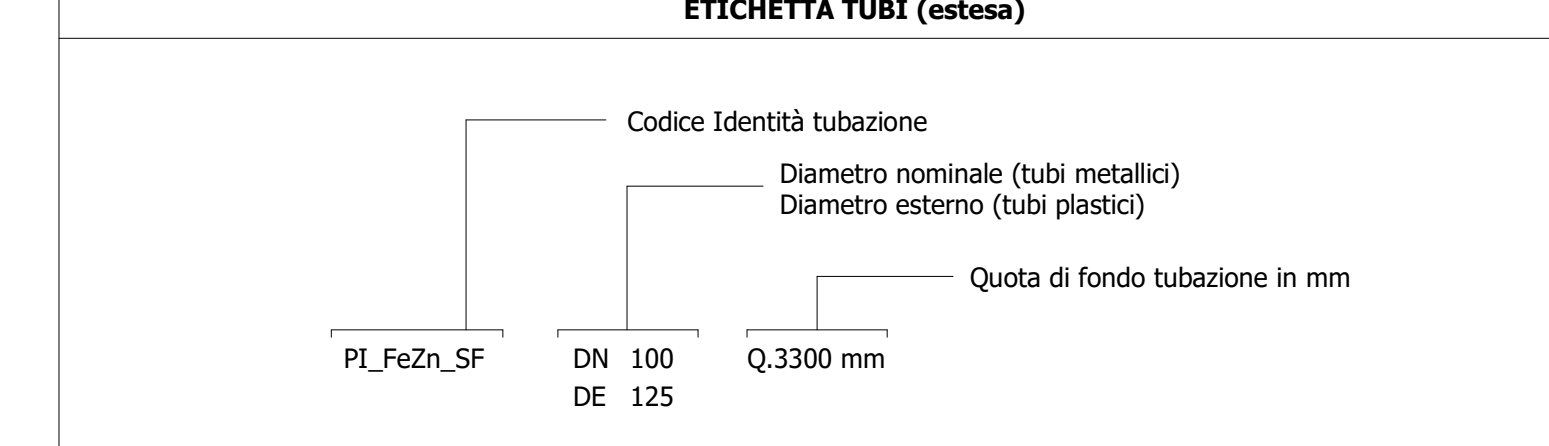 ETICHETTA TUBI (estesa)
Codice Identità tubazione
Diametro nominale (tubi metallici)
Diametro esterno (tubi plastici)
Quota di fondo tubazione in mm
PI_FeZn_SF DN 100 Q.3300 mm
DE 125